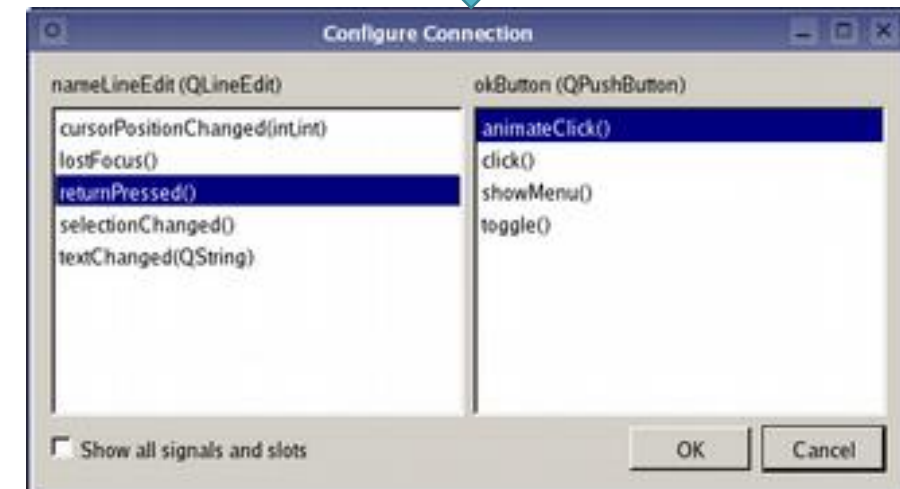 Configure Connection
nameLineEdit (QLineEdit)
cursorPositionChanged(int,int)
lostFocus()
returnPressed()
selectionChanged()
textChanged(QString)
okButton (QPushButton)
animateClick()
click()
showMenu()
toggle()
Show all signals and slots
OK
Cancel